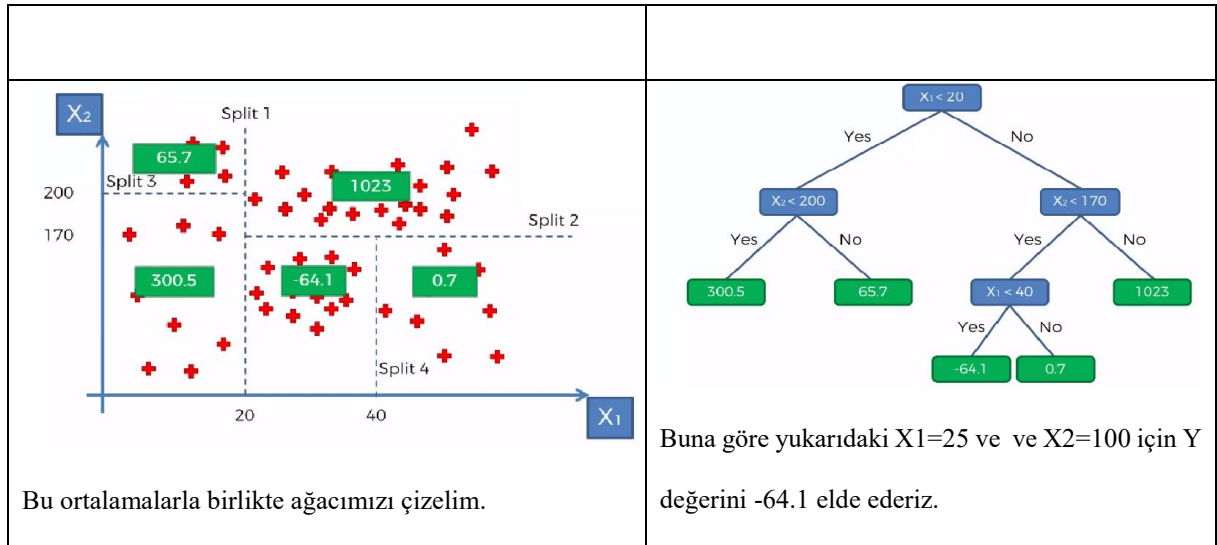 X2
Split 1
65.7
1023
200
Split 3
Split 2
170
300.5
-64.1
0.7
Split 4
20
40
X1
Bu ortalamalarla birlikte ağacımızı çizelim.
X1 < 20
Yes
No
X2 < 200
X2 < 170
Yes
No
Yes
No
300.5
65.7
X1 < 40
1023
Yes
No
-64.1
0.7
Buna göre yukarıdaki X1=25 ve ve X2=100 için Y
değerini -64.1 elde ederiz.